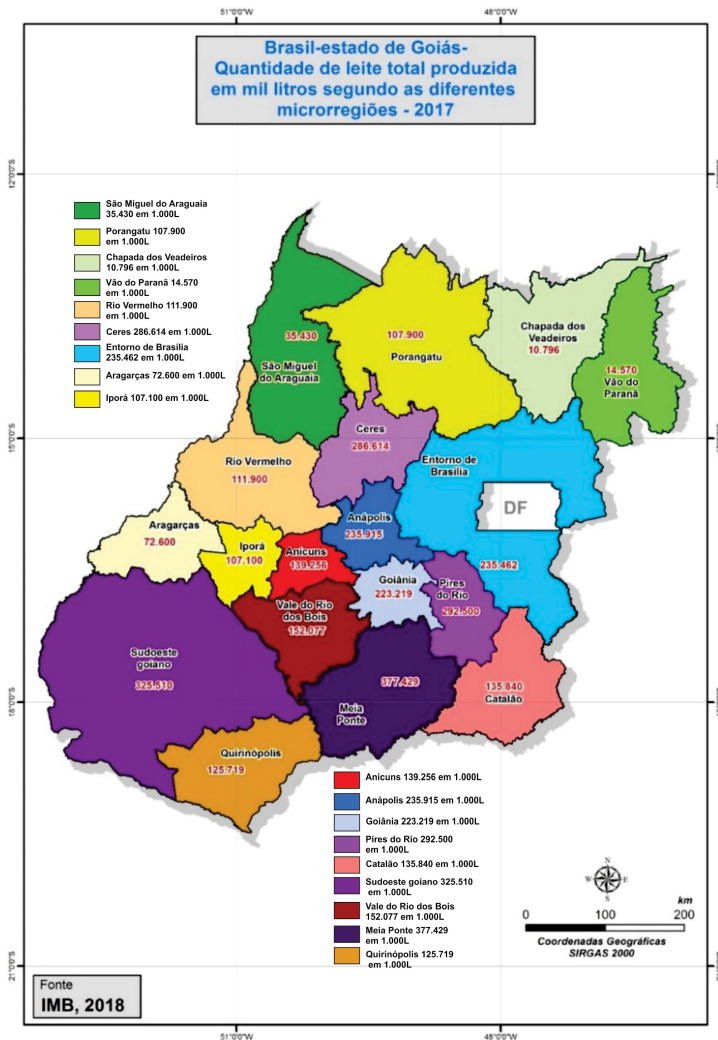 51°0'0"W
48°0'0"W
Brasil-estado de Goiás-
Quantidade de leite total produzida
em mil litros segundo as diferentes
microrregiões - 2017
12°0'0"S
São Miguel do Araguaia
35.430 em 1.000L
Porangatu 107.900
em 1.000L
Chapada dos Veadeiros
10.796 em 1.000L
Vão do Paranã 14.570
em 1.000L
Rio Vermelho 111.900
em 1.000L
Ceres 286.614 em 1.000L
Entorno de Brasilia
235.462 em 1.000L
Aragarças 72.600 em 1.000L
Iporá 107.100 em 1.000L
35.430
São Miguel
do Araguaia
107.900
Porangatu
Chapada dos
Veadeiros
10.796
14.570
Vão do
Paranã
15°0'0"S
Ceres
286.614
Rio Vermelho
111.900
Entorno de
Brasília
DF
235.462
Aragarças
72.600
Iporá
107.100
Anicuns
139.256
Anápolis
235.915
Goiânia
223.219
Pires
do Rio
292.500
Vale do Rio
dos Bois
152.077
Sudoeste
goiano
325.510
377.429
Meia
Ponte
135.840
Catalão
18°0'0"S
Quirinópolis
125.719
Anicuns 139.256 em 1.000L
Anápolis 235.915 em 1.000L
Goiânia 223.219 em 1.000L
Pires do Rio 292.500
em 1.000L
Catalão 135.840 em 1.000L
Sudoeste goiano 325.510
em 1.000L
Vale do Rio dos Bois
152.077 em 1.000L
Meia Ponte 377.429
em 1.000L
Quirinópolis 125.719
em 1.000L
N
W E
S
km
0 100 200
Coordenadas Geográficas
SIRGAS 2000
21°0'0"S
Fonte
IMB, 2018
51°0'0"W
48°0'0"W